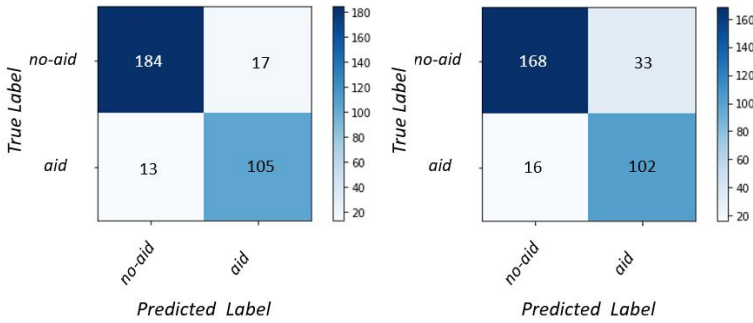 True Label
no-aid
aid
184 17
13 105
no-aid
aid
Predicted Label
180
160
140
120
100
80
60
40
20
True Label
no-aid
aid
168 33
16 102
no-aid
aid
Predicted Label
160
140
120
100
80
60
40
20